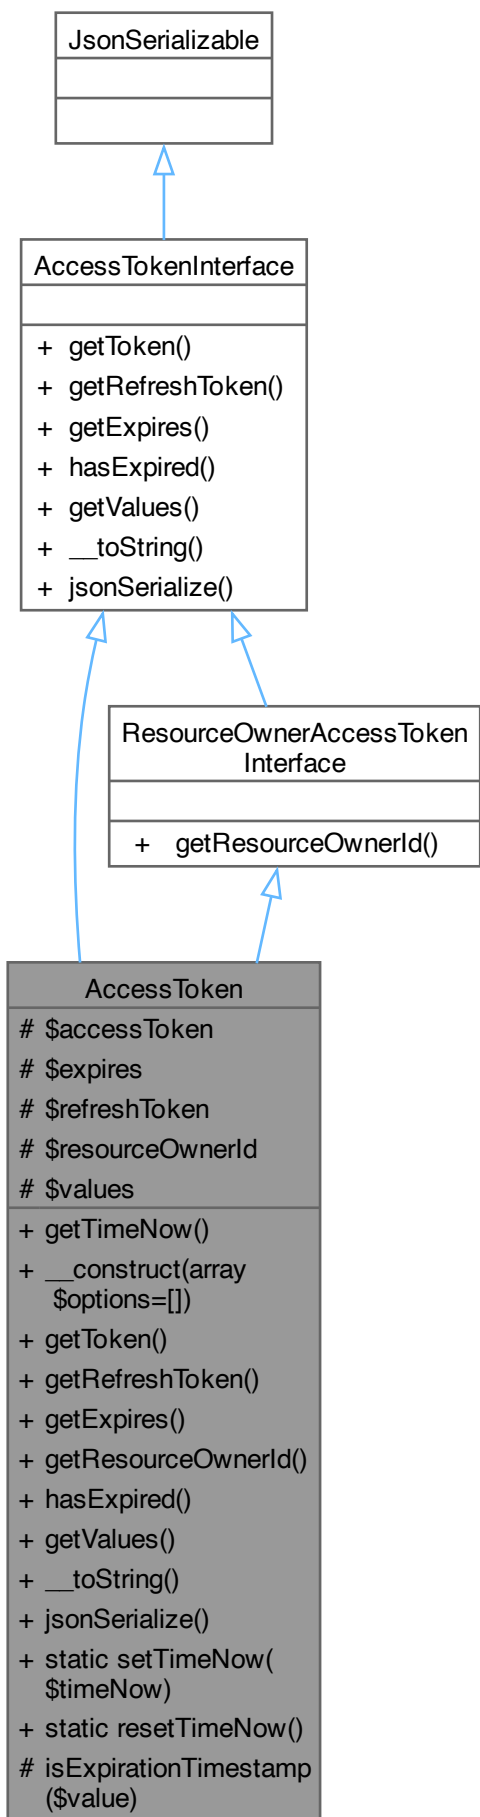 JsonSerializable
AccessTokenInterface
+ getToken()
+ getRefreshToken()
+ getExpires()
+ hasExpired()
+ getValues()
+ __toString()
+ jsonSerialize()
ResourceOwnerAccessToken
Interface
+ getResourceOwnerId()
AccessToken
# $accessToken
# $expires
# $refreshToken
# $resourceOwnerId
# $values
+ getTimeNow()
+ __construct(array
$options=[])
+ getToken()
+ getRefreshToken()
+ getExpires()
+ getResourceOwnerId()
+ hasExpired()
+ getValues()
+ __toString()
+ jsonSerialize()
+ static setTimeNow(
$timeNow)
+ static resetTimeNow()
# isExpirationTimestamp
($value)